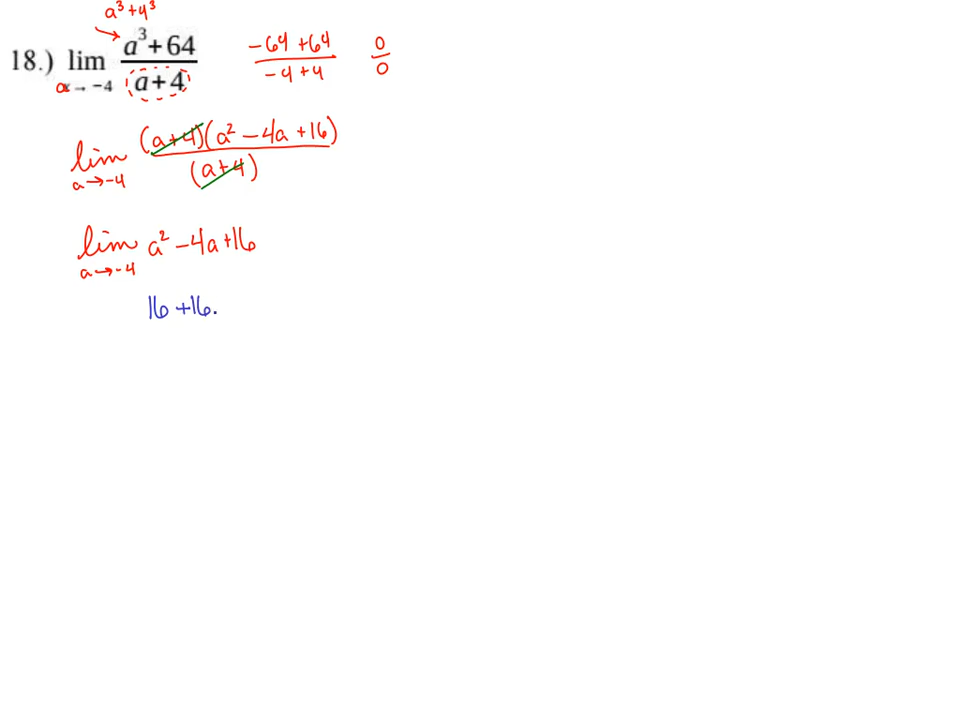 a³+4³
18.) lim a→-4 (a³+64)/(a+4) (-64+64)/(-4+4) 0/0
lim a→-4 (a+4)(a²-4a+16)/(a+4)
lim a→-4 a²-4a+16
16+16.